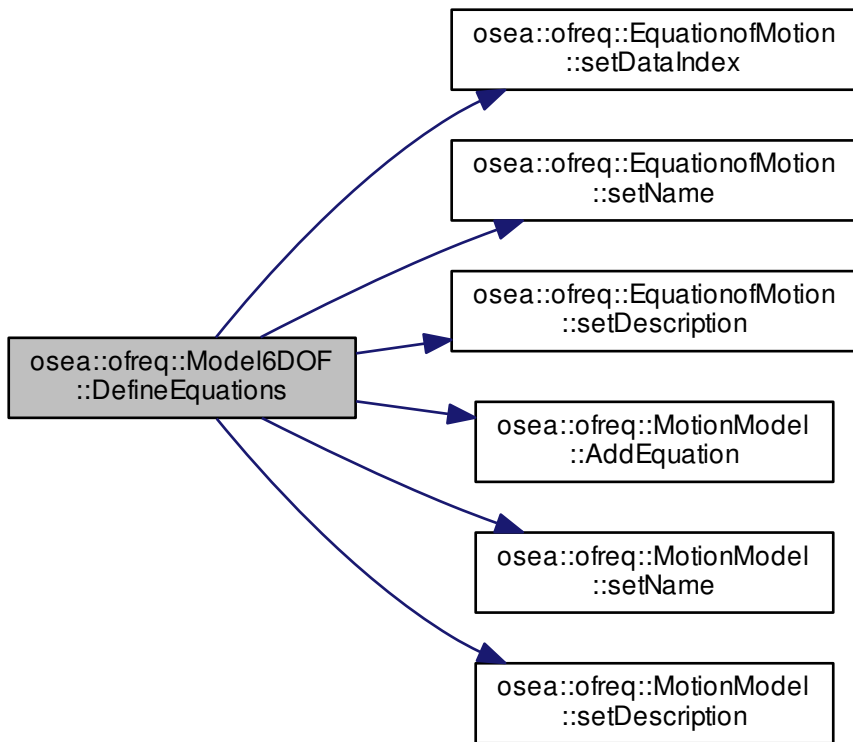 osea::ofreq::Model6DOF
::DefineEquations
osea::ofreq::EquationofMotion
::setDataIndex
osea::ofreq::EquationofMotion
::setName
osea::ofreq::EquationofMotion
::setDescription
osea::ofreq::MotionModel
::AddEquation
osea::ofreq::MotionModel
::setName
osea::ofreq::MotionModel
::setDescription